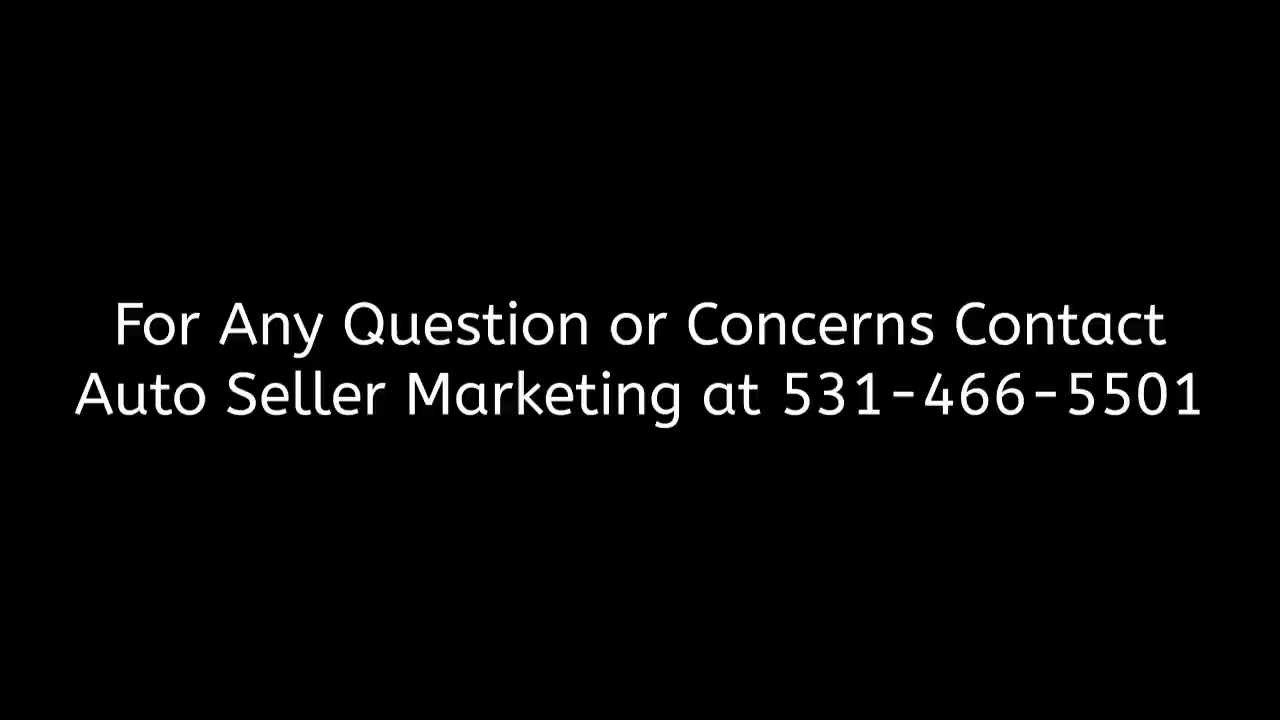 For Any Question or Concerns Contact
Auto Seller Marketing at 531-466-5501